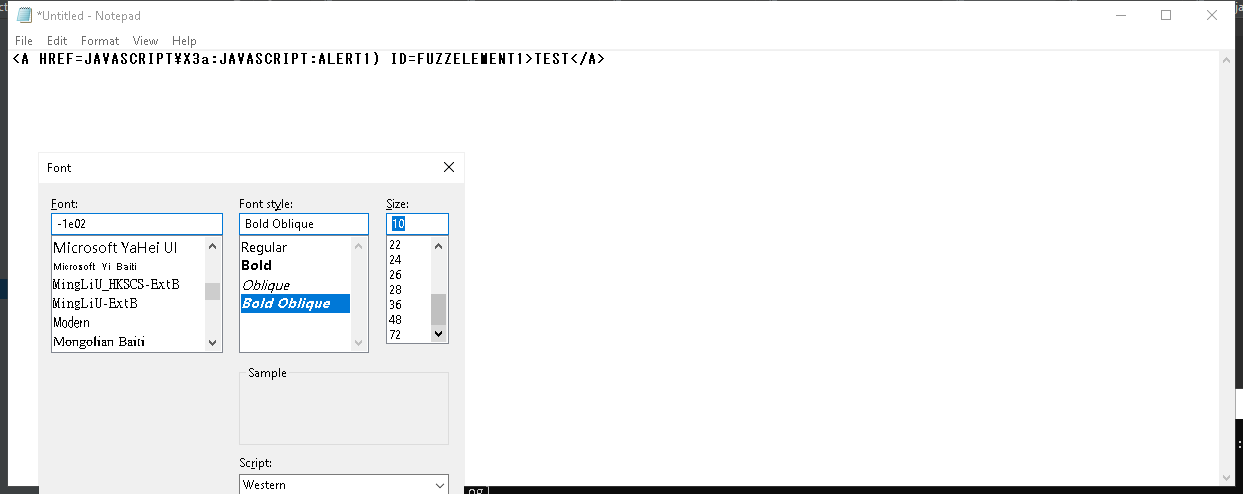 *Untitled - Notepad
File Edit Format View Help
<A HREF=JAVASCRIPT¥X3a:JAVASCRIPT:ALERT1) ID=FUZZELEMENT1>TEST</A>
Font
Font: Font style: Size:
-1e02 Bold Oblique 10
Microsoft YaHei UI
Microsoft Yi Baiti
MingLiU_HKSCS-ExtB
MingLiU-ExtB
Modern
Mongolian Baiti
Regular
Bold
Oblique
Bold Oblique
22
24
26
28
36
48
72
Sample
Script:
Western